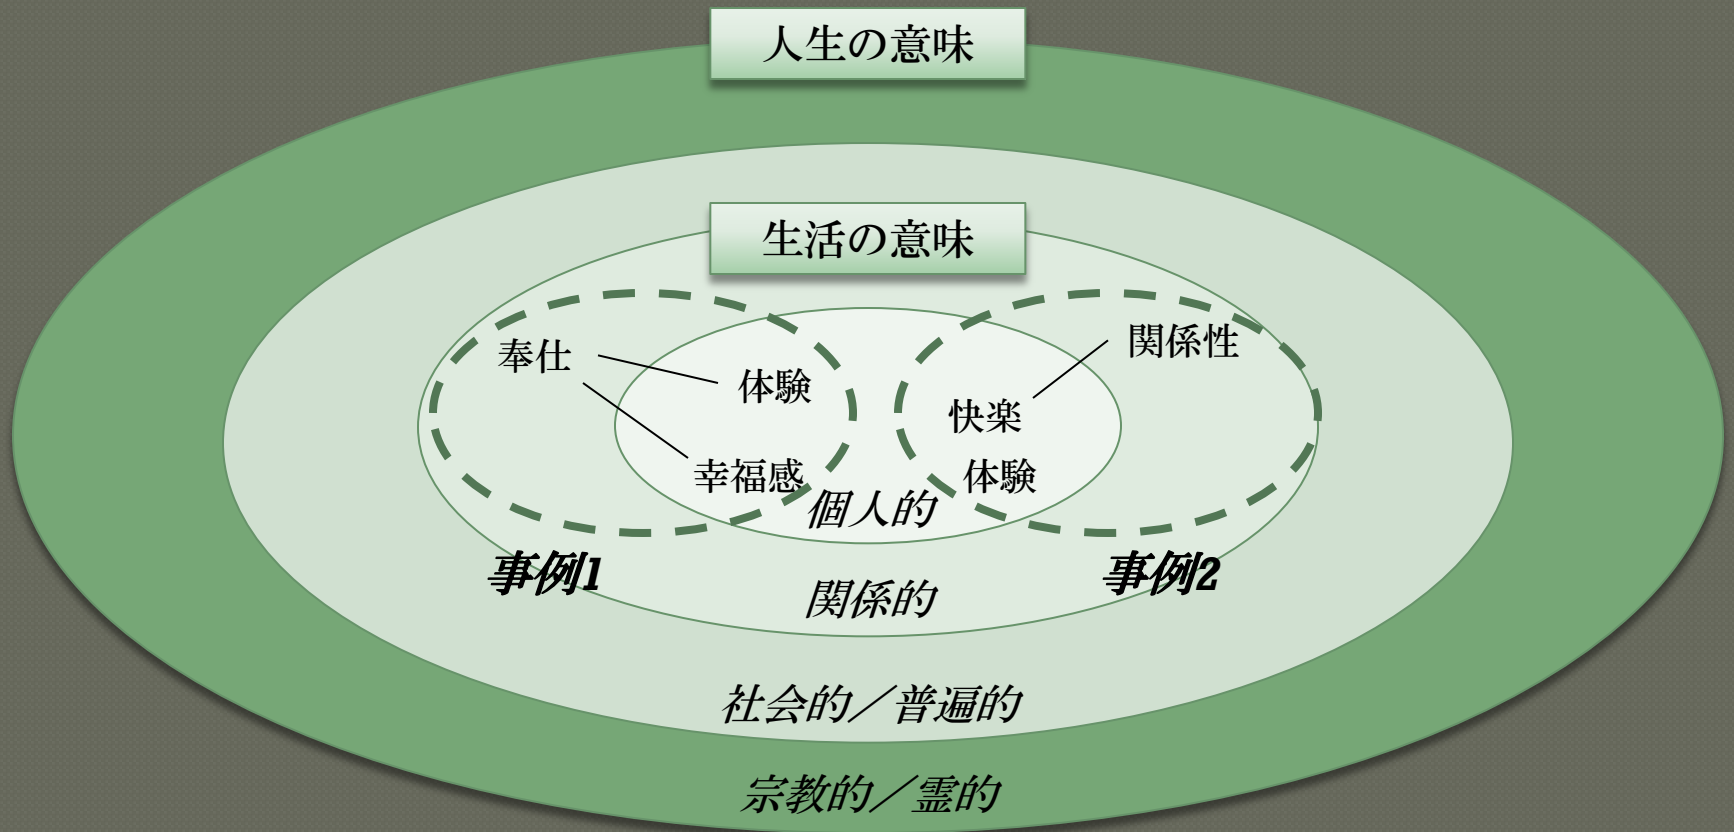 人生の意味
生活の意味
奉仕
体験
幸福感
関係性
快楽
体験
個人的
事例1
事例2
関係的
社会的／普遍的
宗教的／霊的